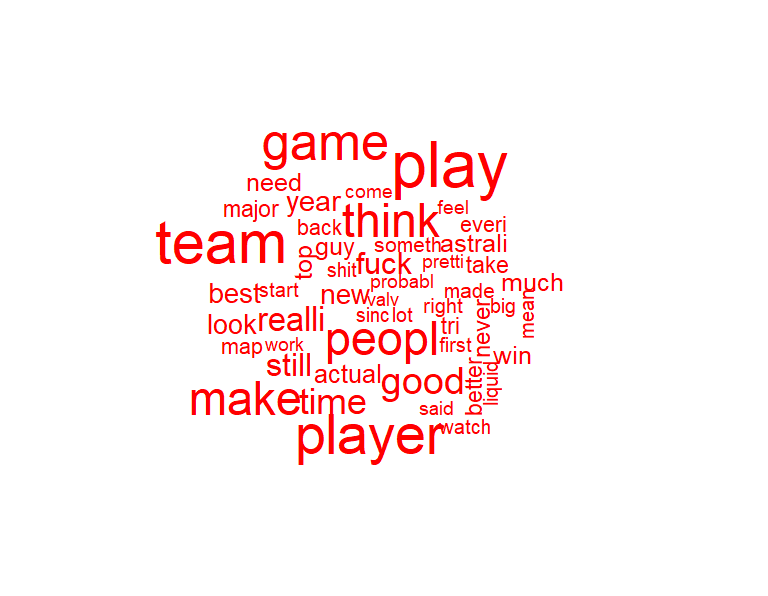 game
play
need
come
major
year
think
feel
back
everi
team
guy
someth
astrali
top
shit
fuck
pretti
take
probabl
best
start
new
valv
made
much
right
big
mean
look
realli
sinc
lot
tri
never
map
work
peopl
first
win
still
actual
good
better
liquid
make
time
said
player
watch